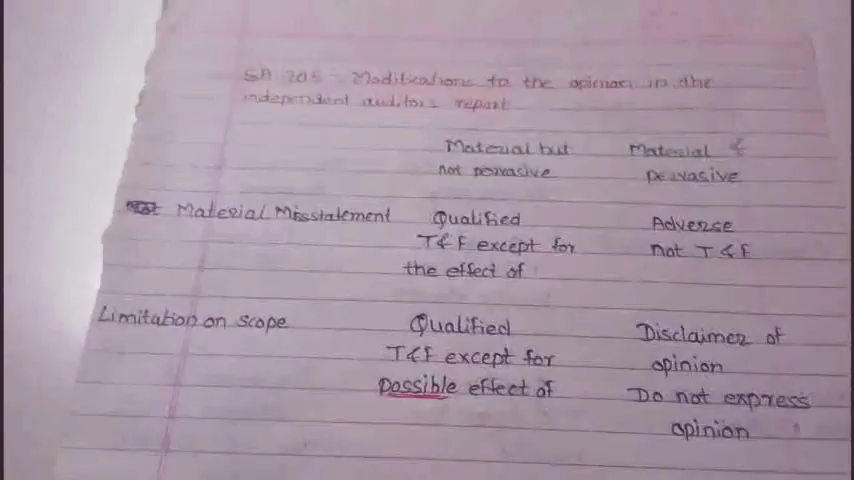 SA 705 - Modifications to the opinion in the
independent auditors report
Material but Material &
not pervasive pervasive
Material Misstatement Qualified Adverse
T&F except for not T & F
the effect of
Limitation on scope Qualified Disclaimer of
T&F except for opinion
possible effect of Do not express
opinion